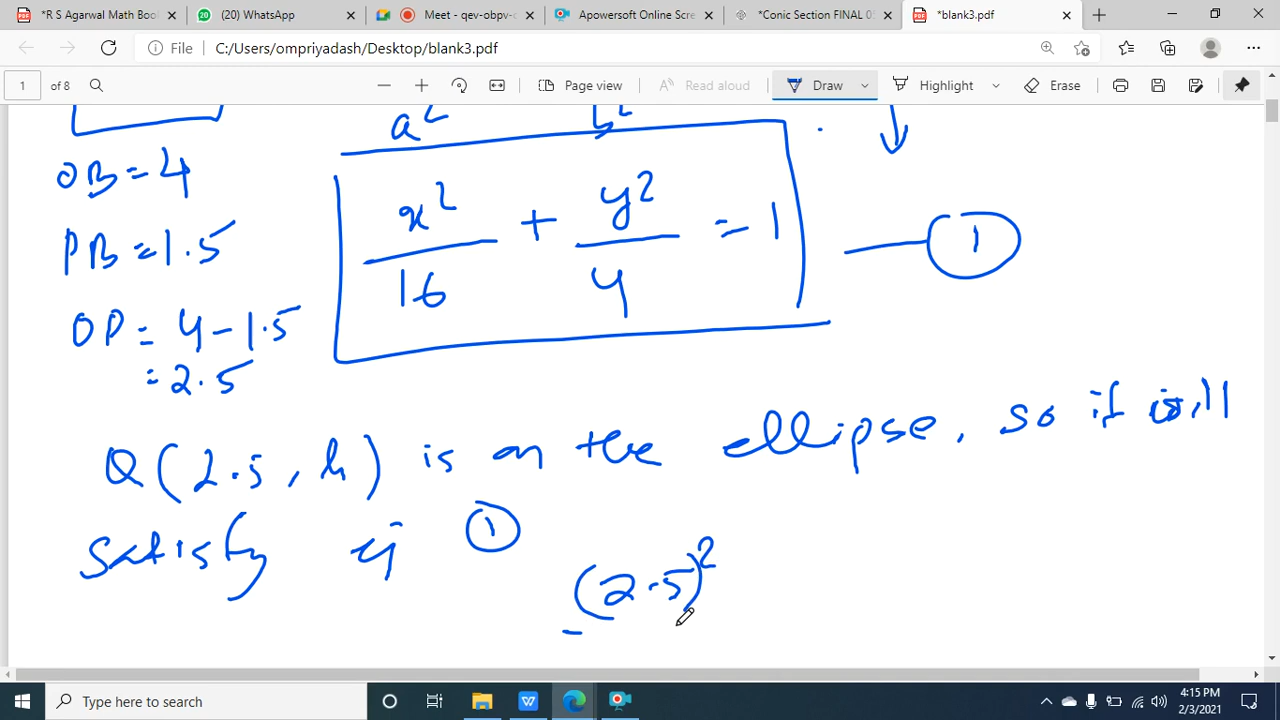 *R S Agarwal Math Boo
(20) WhatsApp
Meet - qev-obpv-
Apowersoft Online Scre
*Conic Section FINAL 05
*blank3.pdf
File
C:/Users/ompriyadash/Desktop/blank3.pdf
1 of 8
Page view
Read aloud
Draw
Highlight
Erase
a² b²
OB = 4
PB = 1.5
x²/16 + y²/4 = 1 — ①
OP = 4 - 1.5
= 2.5
Q(2.5, h) is on the ellipse, so it will
satisfy eq ①
(2.5)²
Type here to search
4:15 PM
2/3/2021